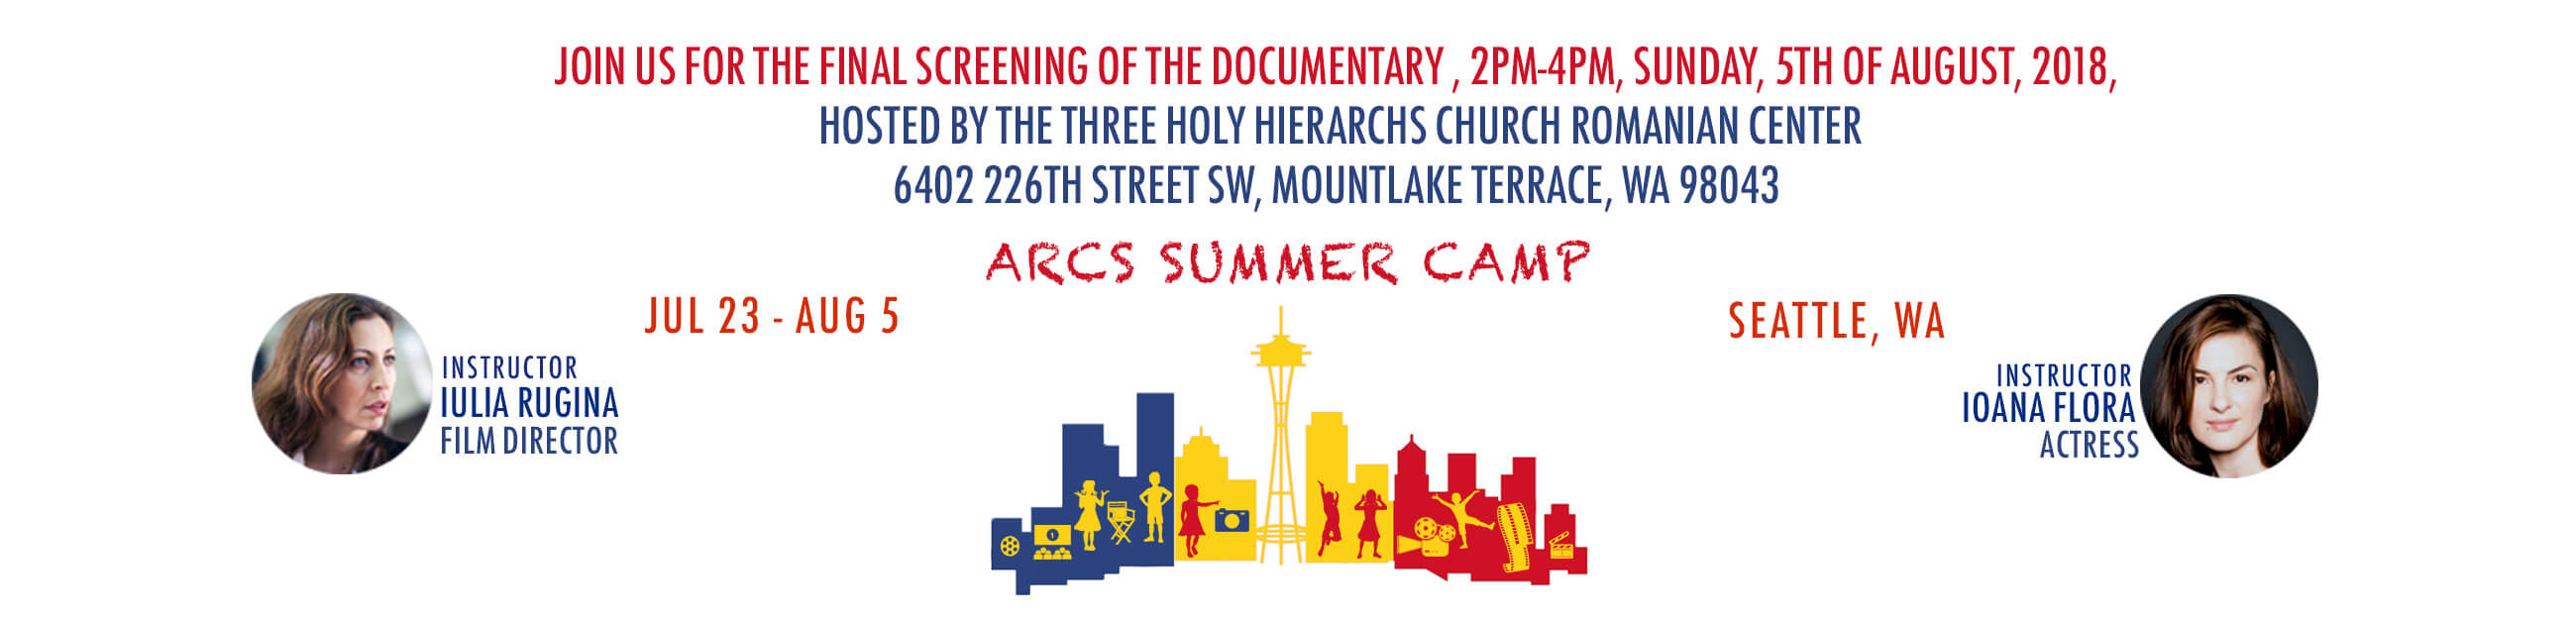 JOIN US FOR THE FINAL SCREENING OF THE DOCUMENTARY , 2PM-4PM, SUNDAY, 5TH OF AUGUST, 2018,
HOSTED BY THE THREE HOLY HIERARCHS CHURCH ROMANIAN CENTER
6402 226TH STREET SW, MOUNTLAKE TERRACE, WA 98043
ARCS SUMMER CAMP
JUL 23 - AUG 5
SEATTLE, WA
INSTRUCTOR
IULIA RUGINA
FILM DIRECTOR
INSTRUCTOR
IOANA FLORA
ACTRESS
1